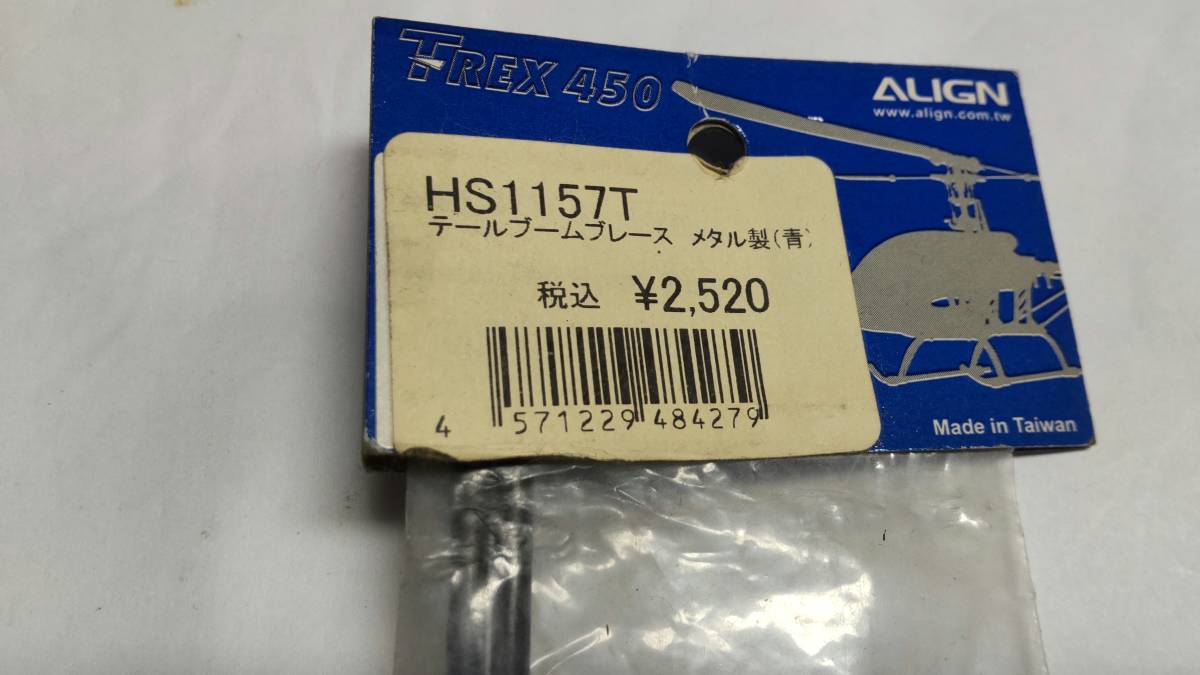 T-REX 450
ALIGN
www.align.com.tw
HS1157T
テールブームブレース メタル製(青)
税込 ¥2,520
4 571229 484279
Made in Taiwan